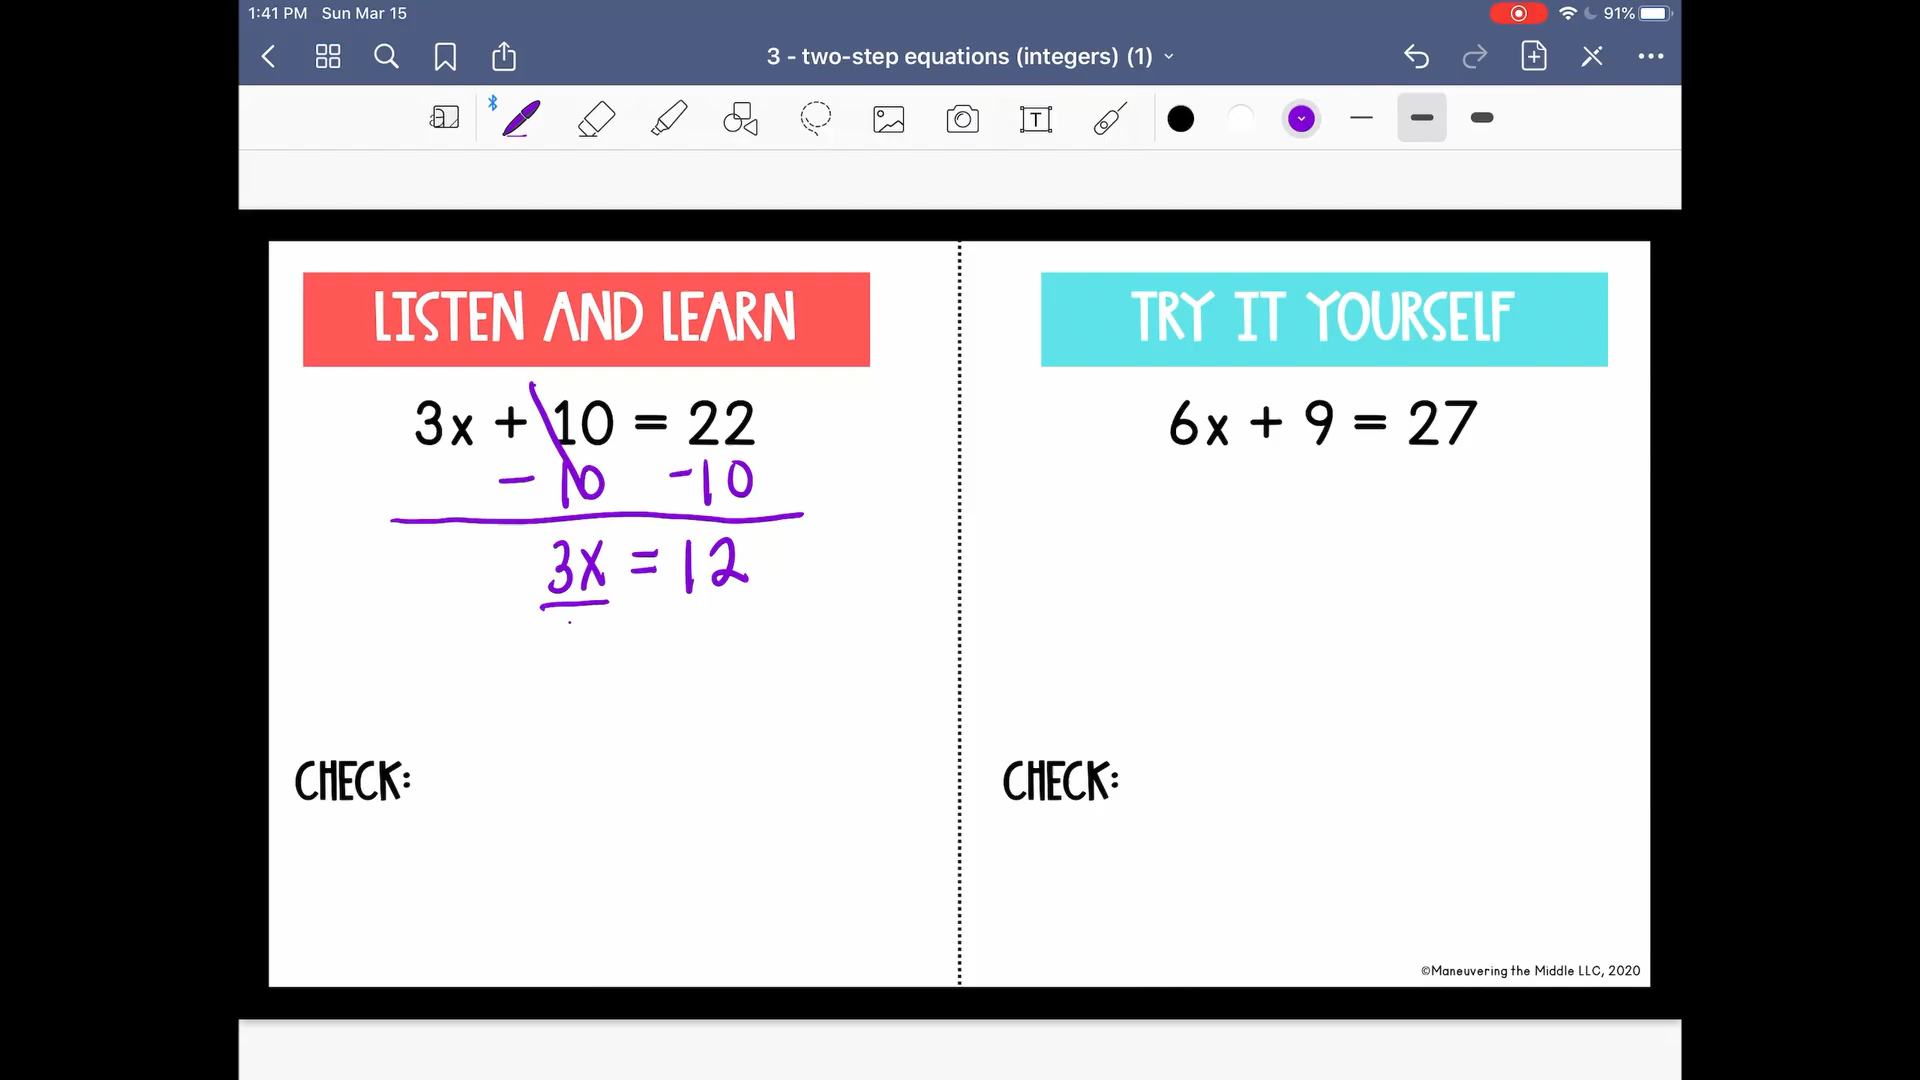 1:41 PM Sun Mar 15
91%
3 - two-step equations (integers) (1)
T
LISTEN AND LEARN
3x + 10 = 22
- 10 -10
3x = 12
CHECK:
TRY IT YOURSELF
6x + 9 = 27
CHECK:
©Maneuvering the Middle LLC, 2020